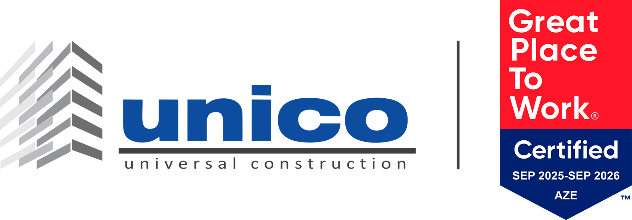 unico
universal construction
Great
Place
To
Work®
Certified
SEP 2025-SEP 2026
AZE
™